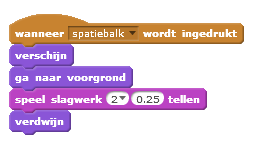 wanneer spatiebalk wordt ingedrukt
verschijn
ga naar voorgrond
speel slagwerk 2 0.25 tellen
verdwijn